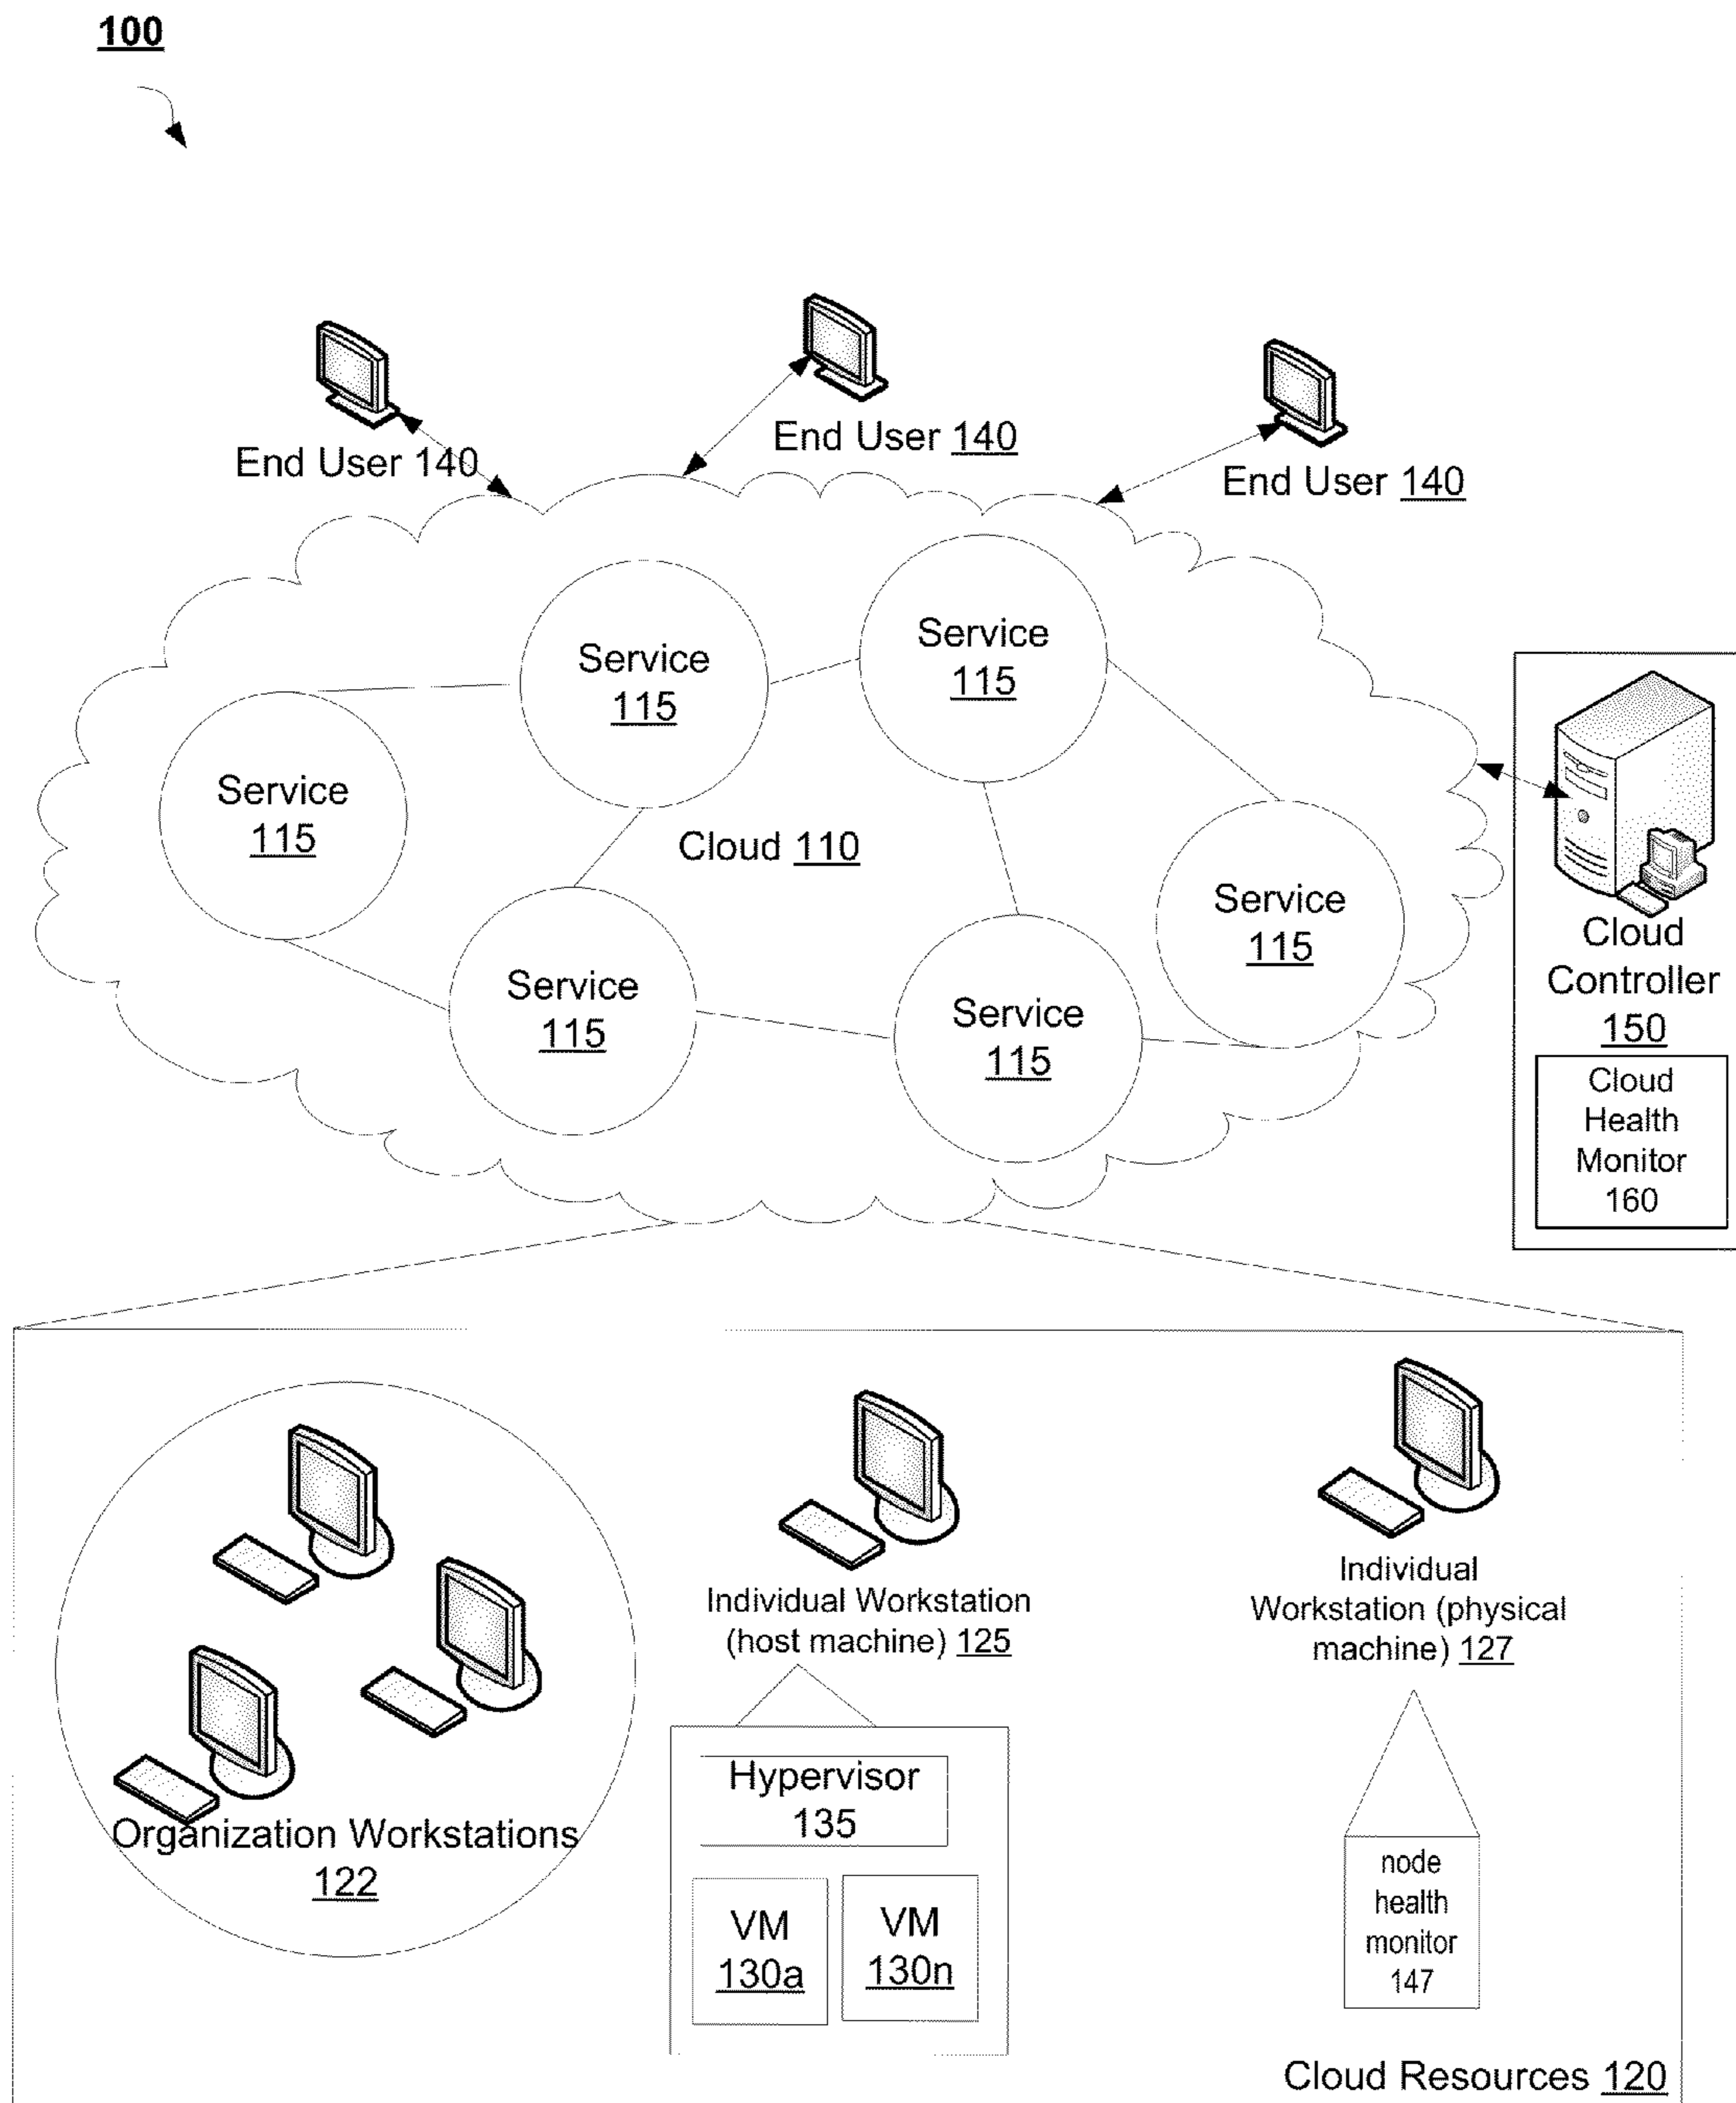 100
End User 140
End User 140
End User 140
Service
115
Service
115
Service
115
Cloud 110
Service
115
Service
115
Service
115
Cloud
Controller
150
Cloud
Health
Monitor
160
Organization Workstations
122
Individual Workstation
(host machine) 125
Hypervisor
135
VM
130a
VM
130n
Individual
Workstation (physical
machine) 127
node
health
monitor
147
Cloud Resources 120